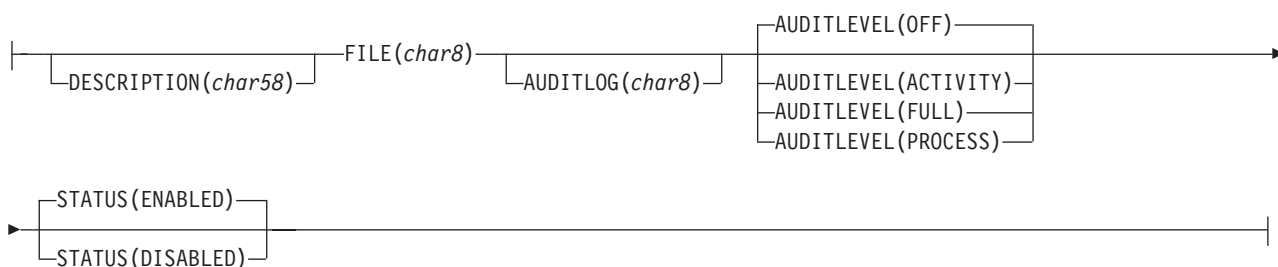 AUDITLEVEL(OFF)
FILE(char8)
DESCRIPTION(char58)
AUDITLOG(char8)
AUDITLEVEL(ACTIVITY)
AUDITLEVEL(FULL)
AUDITLEVEL(PROCESS)
STATUS(ENABLED)
STATUS(DISABLED)